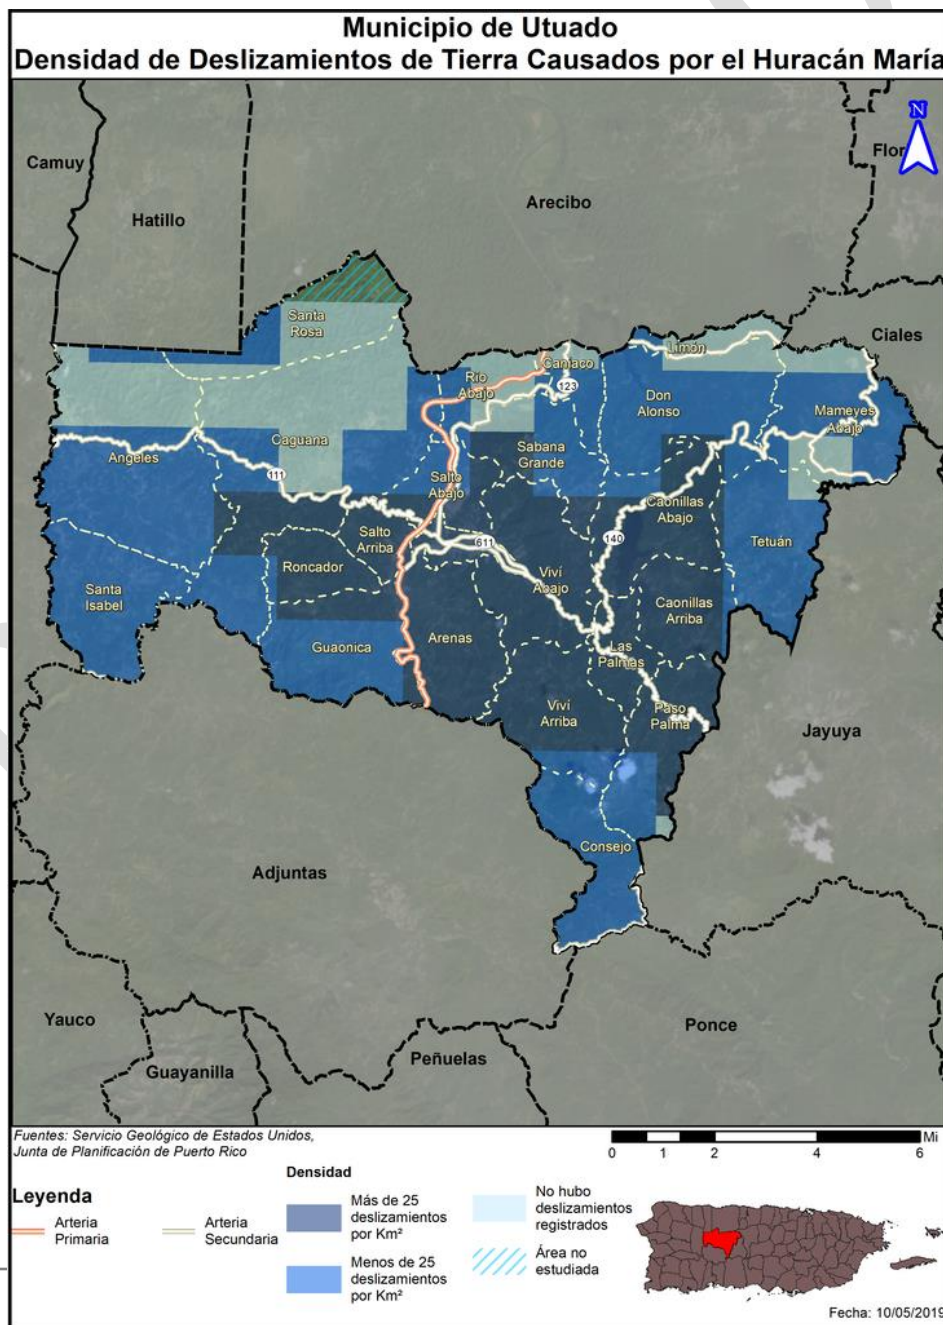 Municipio de Utuado
Densidad de Deslizamientos de Tierra Causados por el Huracán María
N
Camuy
Flor
Hatillo
Arecibo
Santa
Rosa
Ciales
Limón
Caniaco
Río
Abajo
123
Don
Alonso
Mameyes
Abajo
Caguana
Sabana
Grande
Angeles
111
Salto
Abajo
Caonillas
Abajo
Salto
Arriba
611
140
Tetuán
Roncador
Viví
Abajo
Santa
Isabel
Caonillas
Arriba
Guaonica
Arenas
Las
Palmas
Viví
Arriba
Paso
Palma
Jayuya
Consejo
Adjuntas
Yauco
Ponce
Peñuelas
Guayanilla
Fuentes: Servicio Geológico de Estados Unidos,
Junta de Planificación de Puerto Rico
Mi
0 1 2 4 6
Leyenda
Arteria
Primaria
Arteria
Secundaria
Densidad
Más de 25
deslizamientos
por Km²
Menos de 25
deslizamientos
por Km²
No hubo
deslizamientos
registrados
Área no
estudiada
Fecha: 10/05/2019